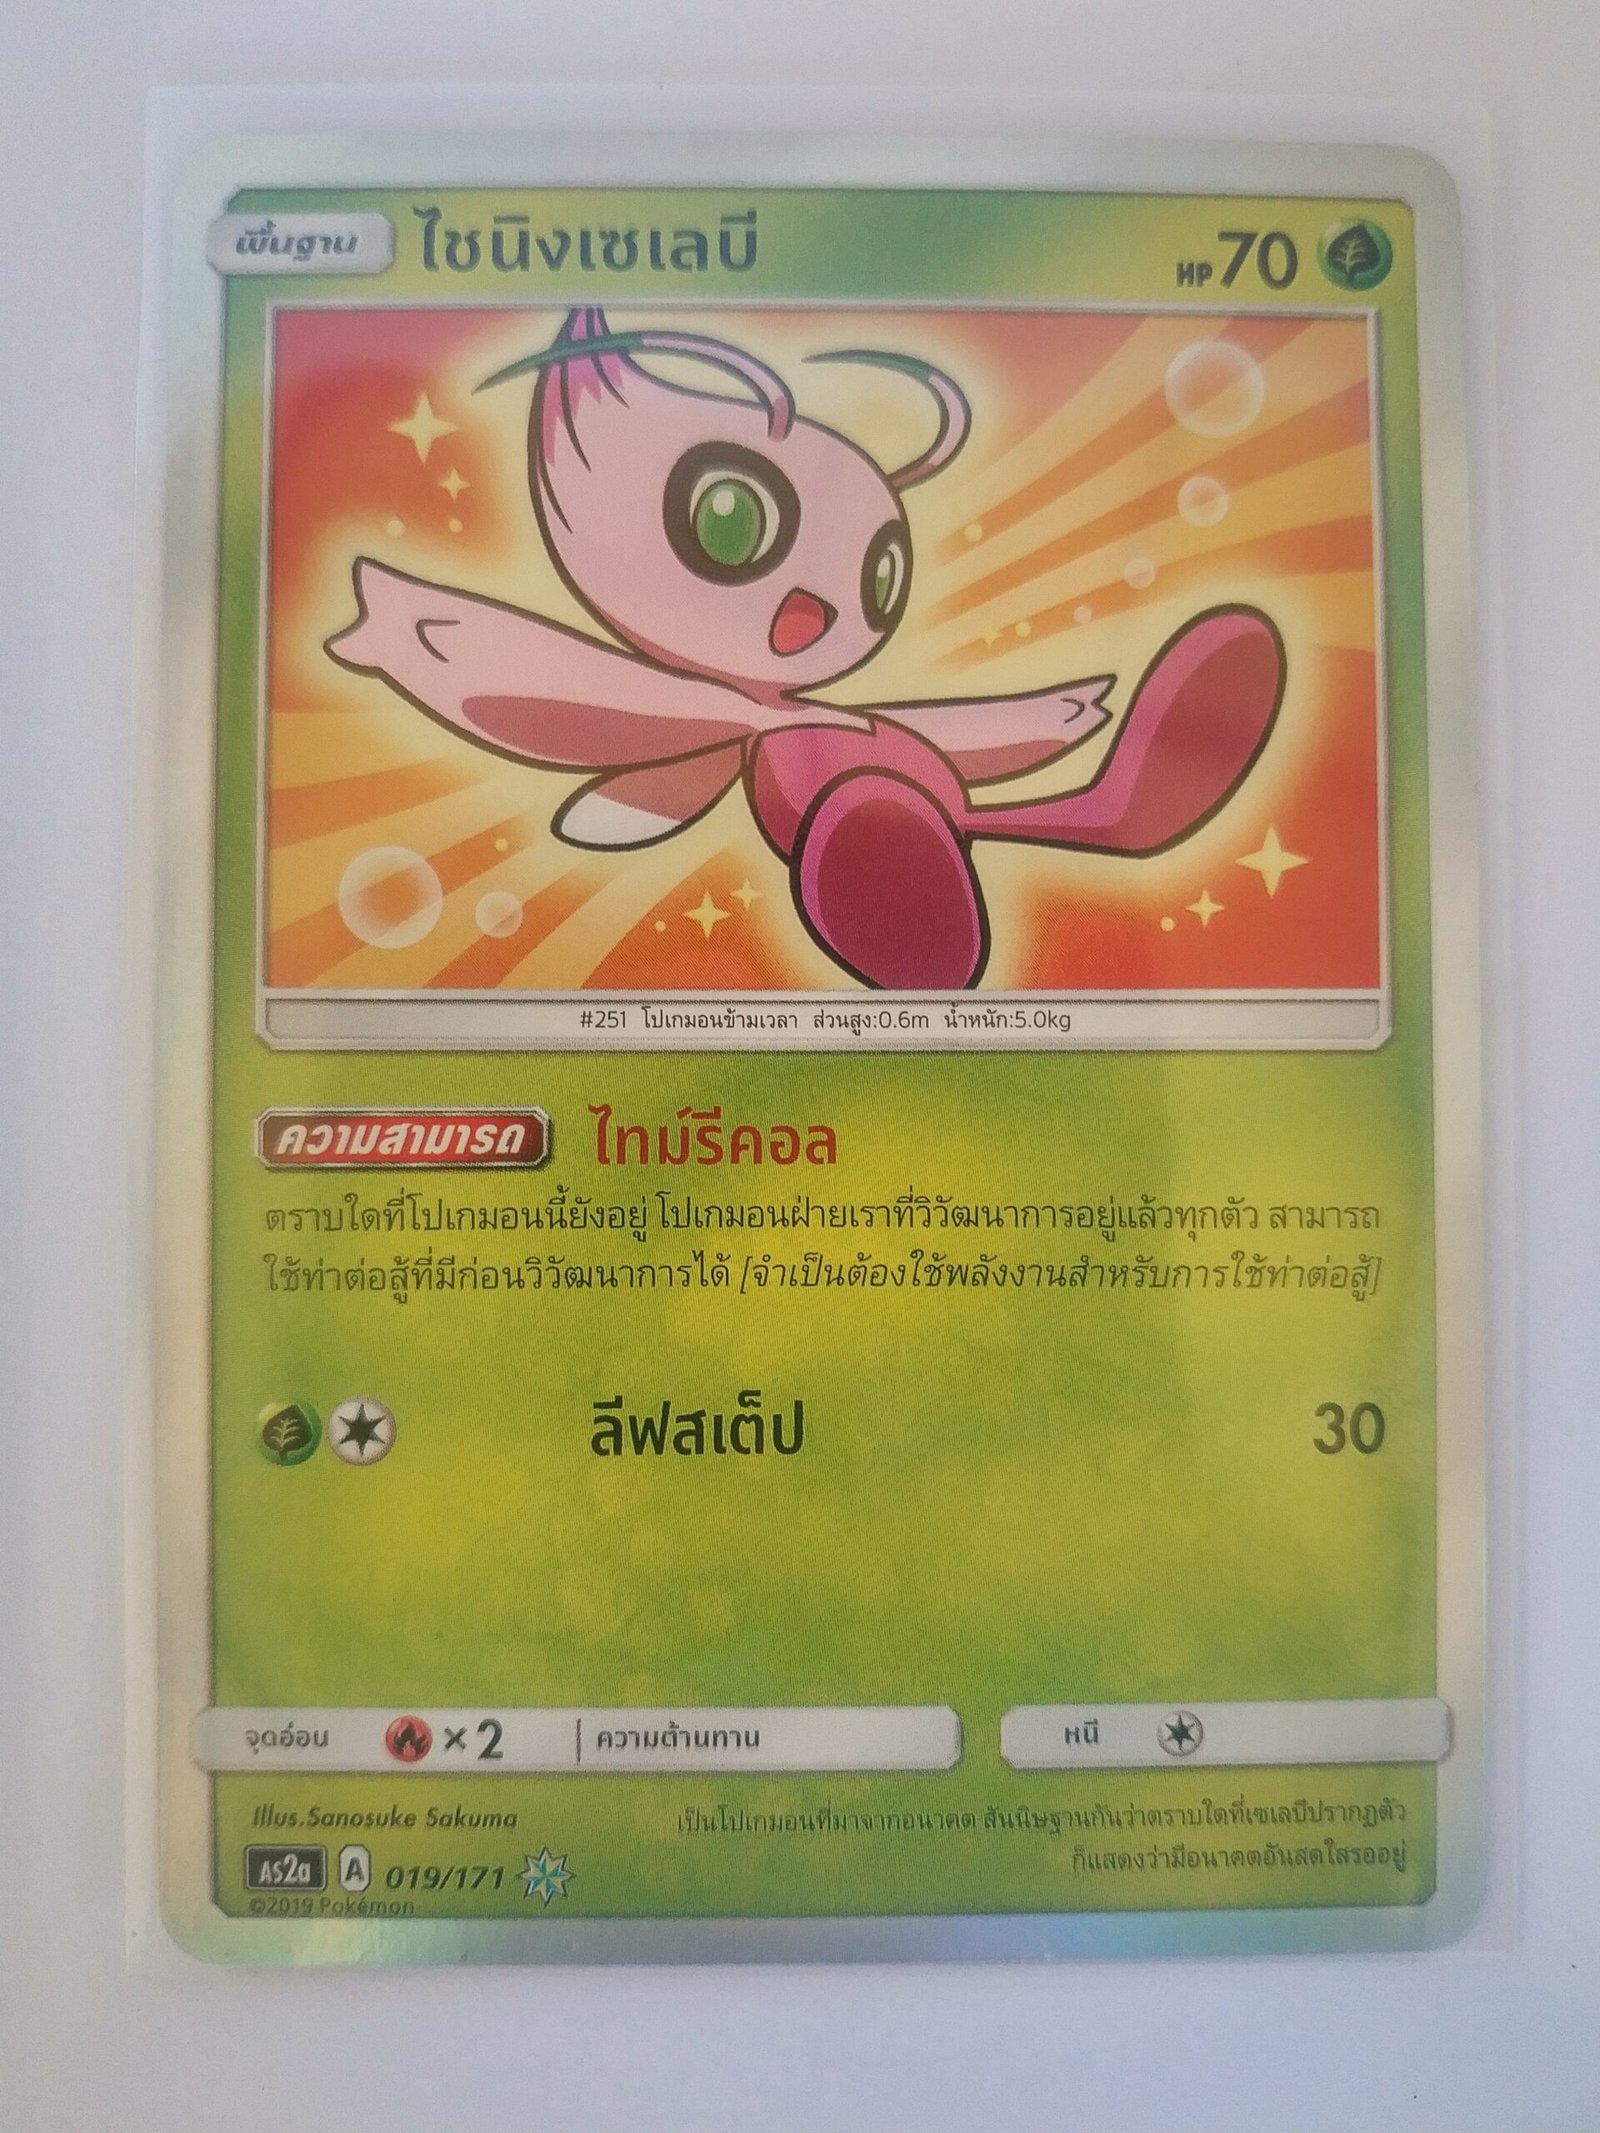 พื้นฐาน ไชนิงเซเลบี HP 70
#251 โปเกมอนข้ามเวลา ส่วนสูง:0.6m น้ำหนัก:5.0kg
ความสามารถ ไทม์รีคอล
ตราบใดที่โปเกมอนนี้ยังอยู่ โปเกมอนฝ่ายเราที่วิวัฒนาการอยู่แล้วทุกตัว สามารถ
ใช้ท่าต่อสู้ที่มีก่อนวิวัฒนาการได้ [จำเป็นต้องใช้พลังงานสำหรับการใช้ท่าต่อสู้]
ลีฟสเต็ป 30
จุดอ่อน ×2 ความต้านทาน หนี
Illus.Sanosuke Sakuma
เป็นโปเกมอนที่มาจากอนาคต สันนิษฐานกันว่าตราบใดที่เซเลบีปรากฏตัว
ก็แสดงว่ามีอนาคตอันสดใสรออยู่
AS2a A 019/171
©2019 Pokémon